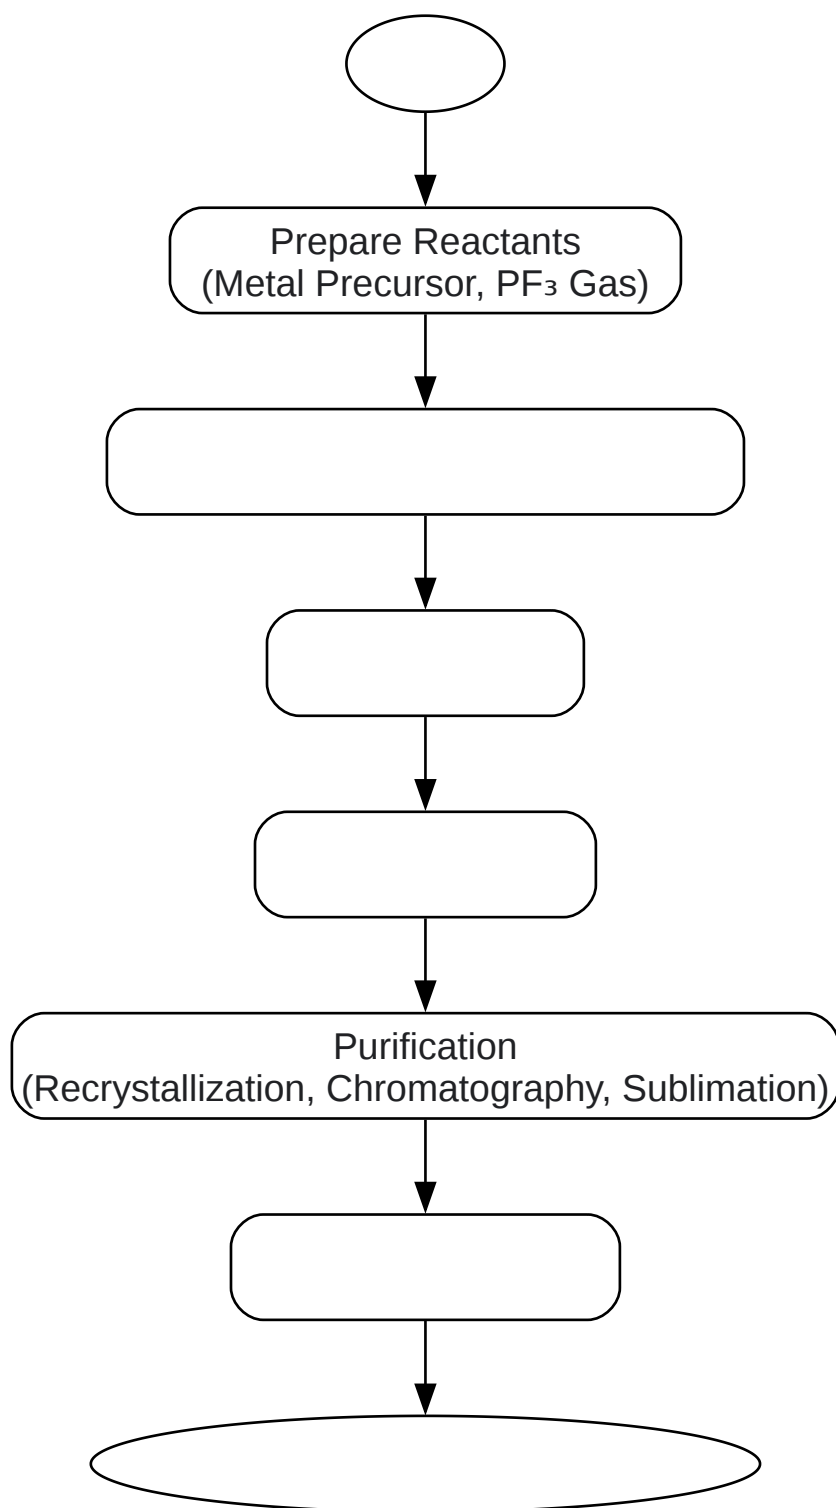 Prepare Reactants
(Metal Precursor, PF₃ Gas)
Purification
(Recrystallization, Chromatography, Sublimation)